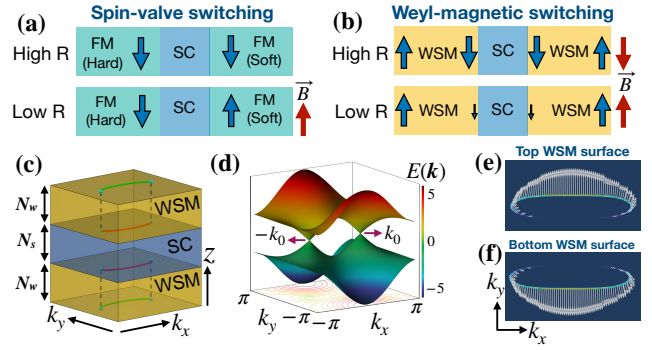 Spin-valve switching
Weyl-magnetic switching
(a)
(b)
High R
FM
(Hard)
SC
FM
(Soft)
High R
WSM
SC
WSM
B
Low R
FM
(Hard)
SC
FM
(Soft)
B
Low R
WSM
SC
WSM
(c)
N_w
WSM
N_s
SC
N_w
WSM
z
k_y
k_x
(d)
E(k)
5
0
−5
−k_0
k_0
π
k_y
−π
−π
k_x
π
(e)
Top WSM surface
(f)
Bottom WSM surface
k_y
k_x